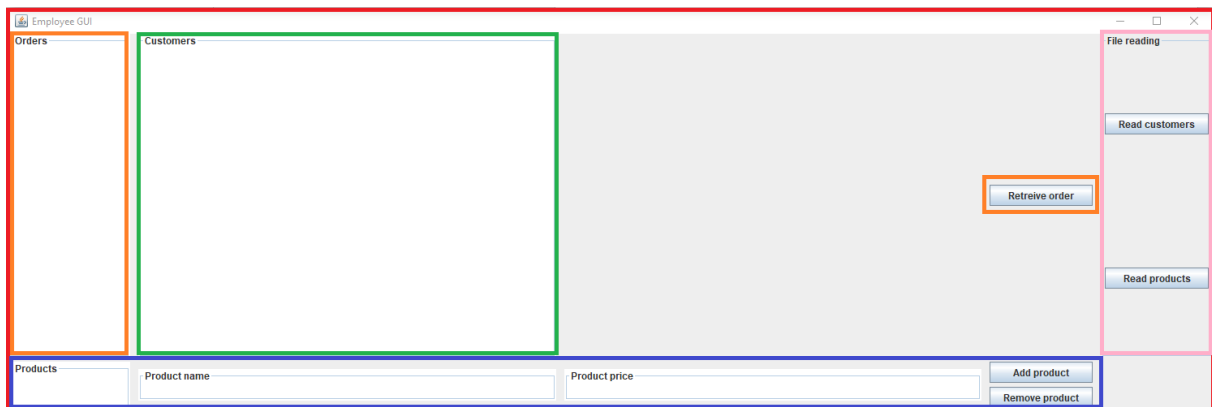 Employee GUI
Orders
Customers
File reading
Read customers
Retreive order
Read products
Products
Product name
Product price
Add product
Remove product